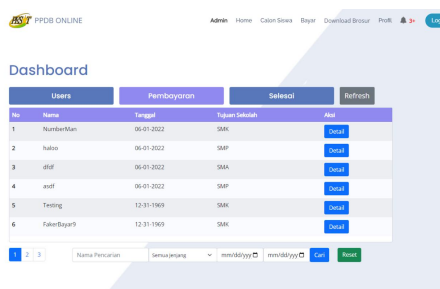 PPDB ONLINE
Admin Home Calon Siswa Bayar Download Brosur Profil 3+ Log
Dashboard
Users Pembayaran Selesai Refresh
No Nama Tanggal Tujuan Sekolah Aksi
1 NumberMan 06-01-2022 SMK Detail
2 haloe 06-01-2022 SMP Detail
3 dfdf 06-01-2022 SMA Detail
4 asdf 06-01-2022 SMP Detail
5 Testing 12-31-1969 SMK Detail
6 FakerBayar9 12-31-1969 SMK Detail
1 2 3 Nama Pencarian Semua Jenjang mm/dd/yyy mm/dd/yyy Cari Reset